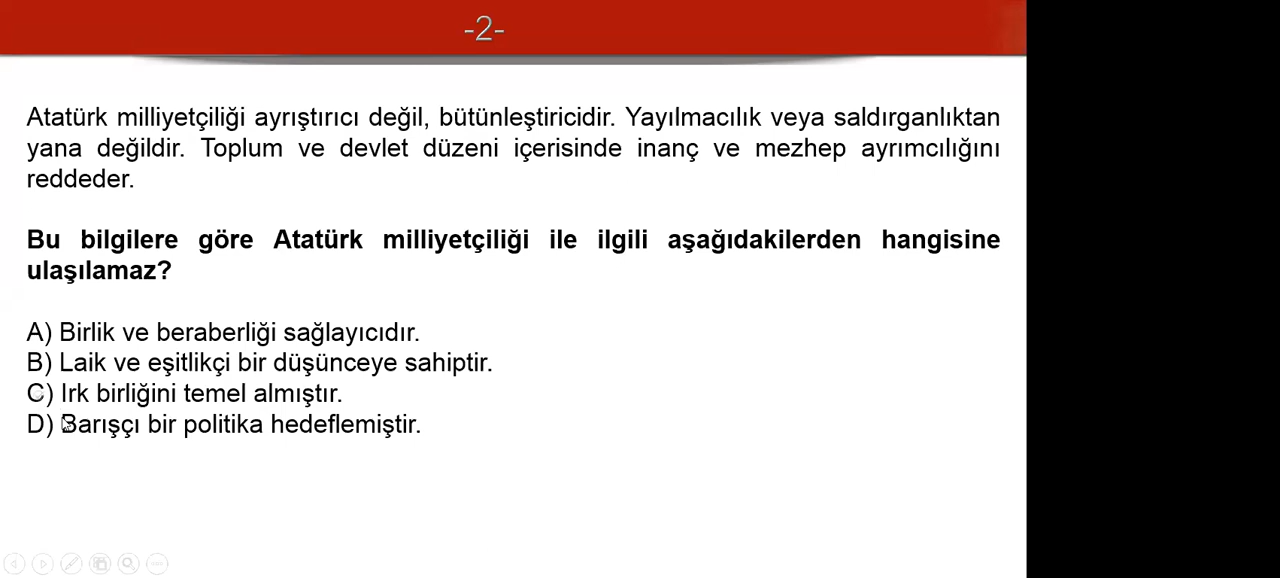 -2-
Atatürk milliyetçiliği ayrıştırıcı değil, bütünleştiricidir. Yayılmacılık veya saldırganlıktan
yana değildir. Toplum ve devlet düzeni içerisinde inanç ve mezhep ayrımcılığını
reddeder.
Bu bilgilere göre Atatürk milliyetçiliği ile ilgili aşağıdakilerden hangisine
ulaşılamaz?
A) Birlik ve beraberliği sağlayıcıdır.
B) Laik ve eşitlikçi bir düşünceye sahiptir.
C) Irk birliğini temel almıştır.
D) Barışçı bir politika hedeflemiştir.